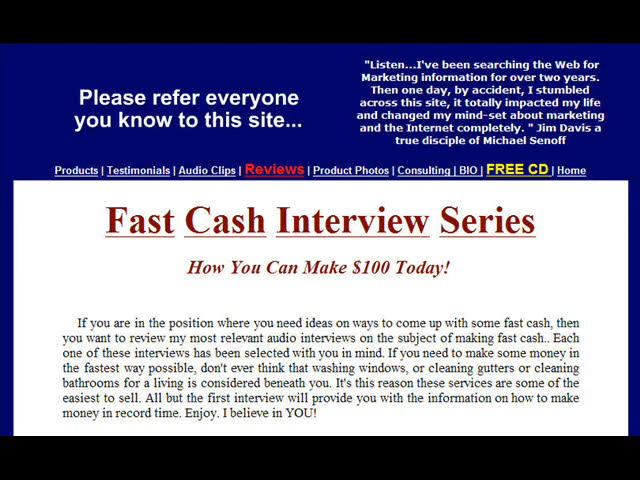 Please refer everyone
you know to this site...
"Listen...I've been searching the Web for
Marketing information for over two years.
Then one day, by accident, I stumbled
across this site, it totally impacted my life
and changed my mind-set about marketing
and the Internet completely. " Jim Davis a
true disciple of Michael Senoff
Products | Testimonials | Audio Clips | Reviews | Product Photos | Consulting | BIO | FREE CD | Home
Fast Cash Interview Series
How You Can Make $100 Today!
If you are in the position where you need ideas on ways to come up with some fast cash, then
you want to review my most relevant audio interviews on the subject of making fast cash.. Each
one of these interviews has been selected with you in mind. If you need to make some money in
the fastest way possible, don't ever think that washing windows, or cleaning gutters or cleaning
bathrooms for a living is considered beneath you. It's this reason these services are some of the
easiest to sell. All but the first interview will provide you with the information on how to make
money in record time. Enjoy. I believe in YOU!